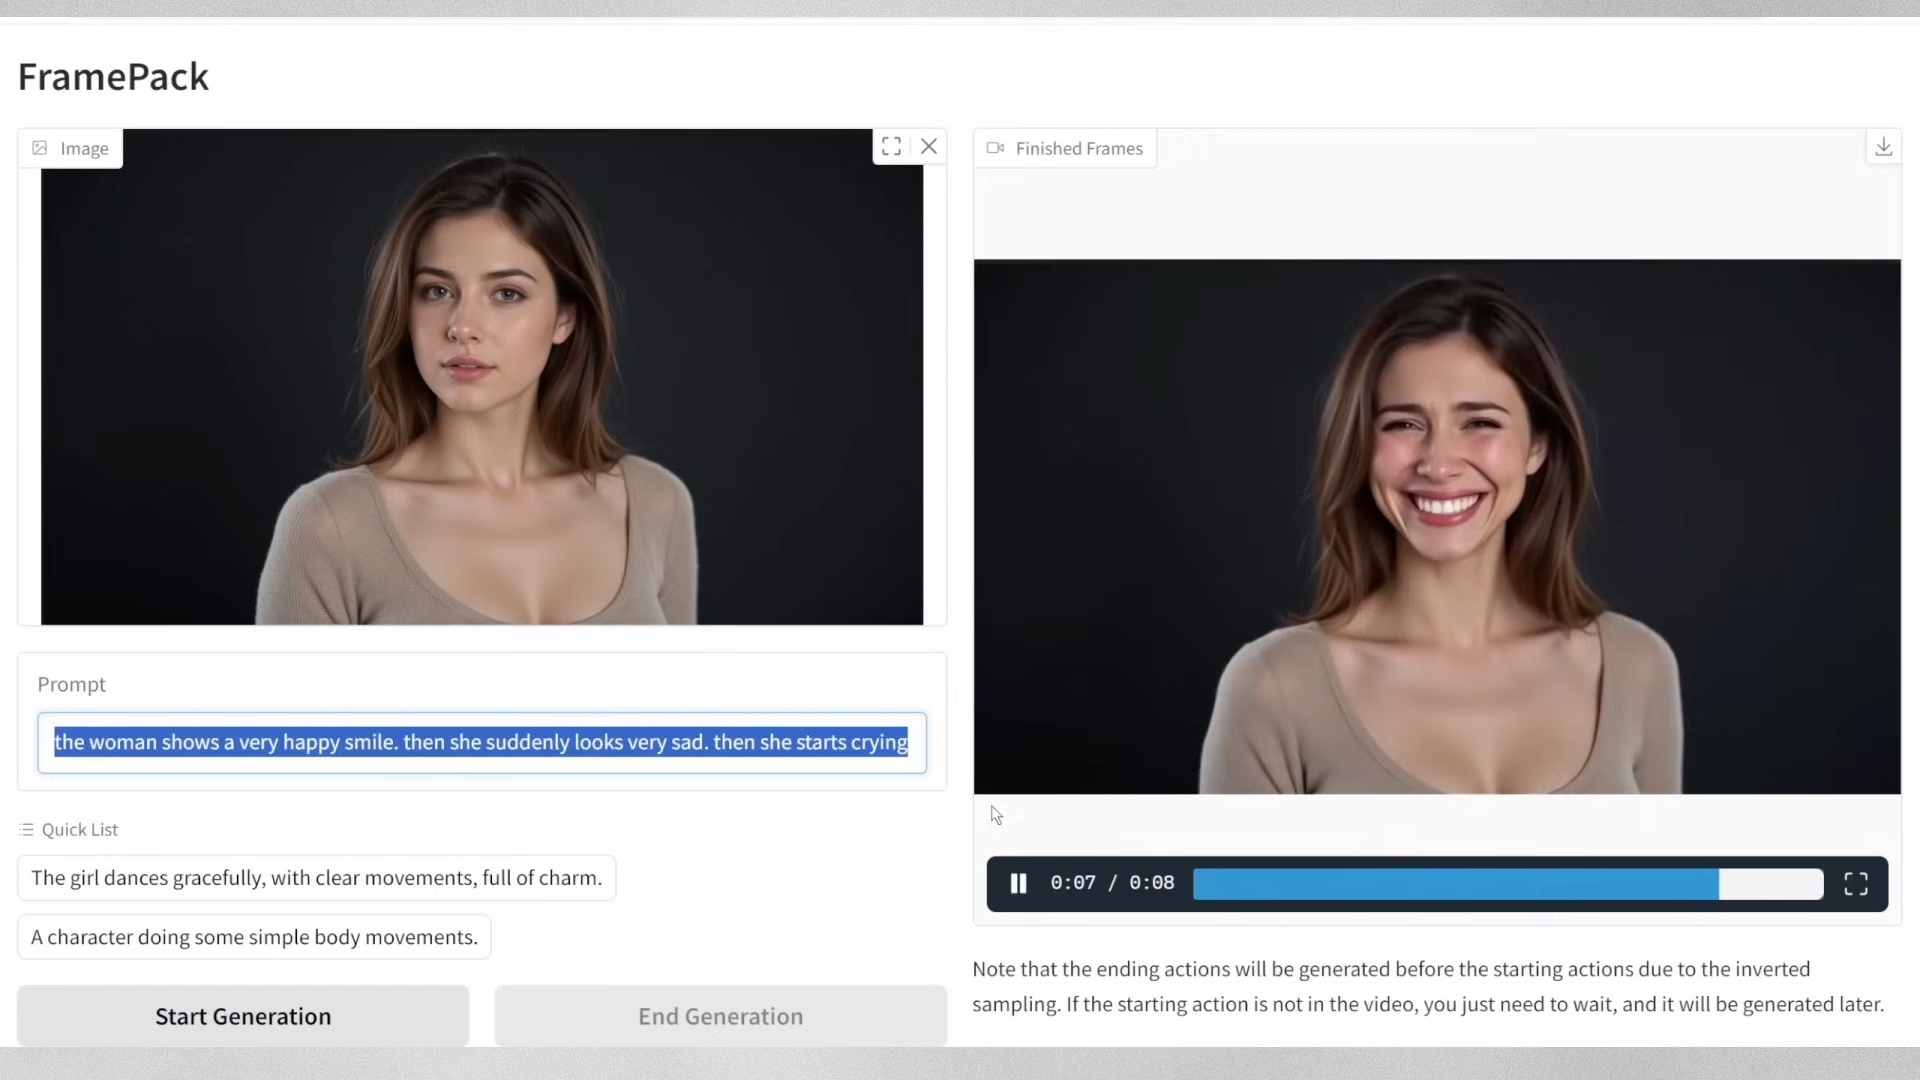 FramePack
Image
Finished Frames
Prompt
the woman shows a very happy smile. then she suddenly looks very sad. then she starts crying
Quick List
The girl dances gracefully, with clear movements, full of charm.
A character doing some simple body movements.
Start Generation
End Generation
0:07 / 0:08
Note that the ending actions will be generated before the starting actions due to the inverted
sampling. If the starting action is not in the video, you just need to wait, and it will be generated later.